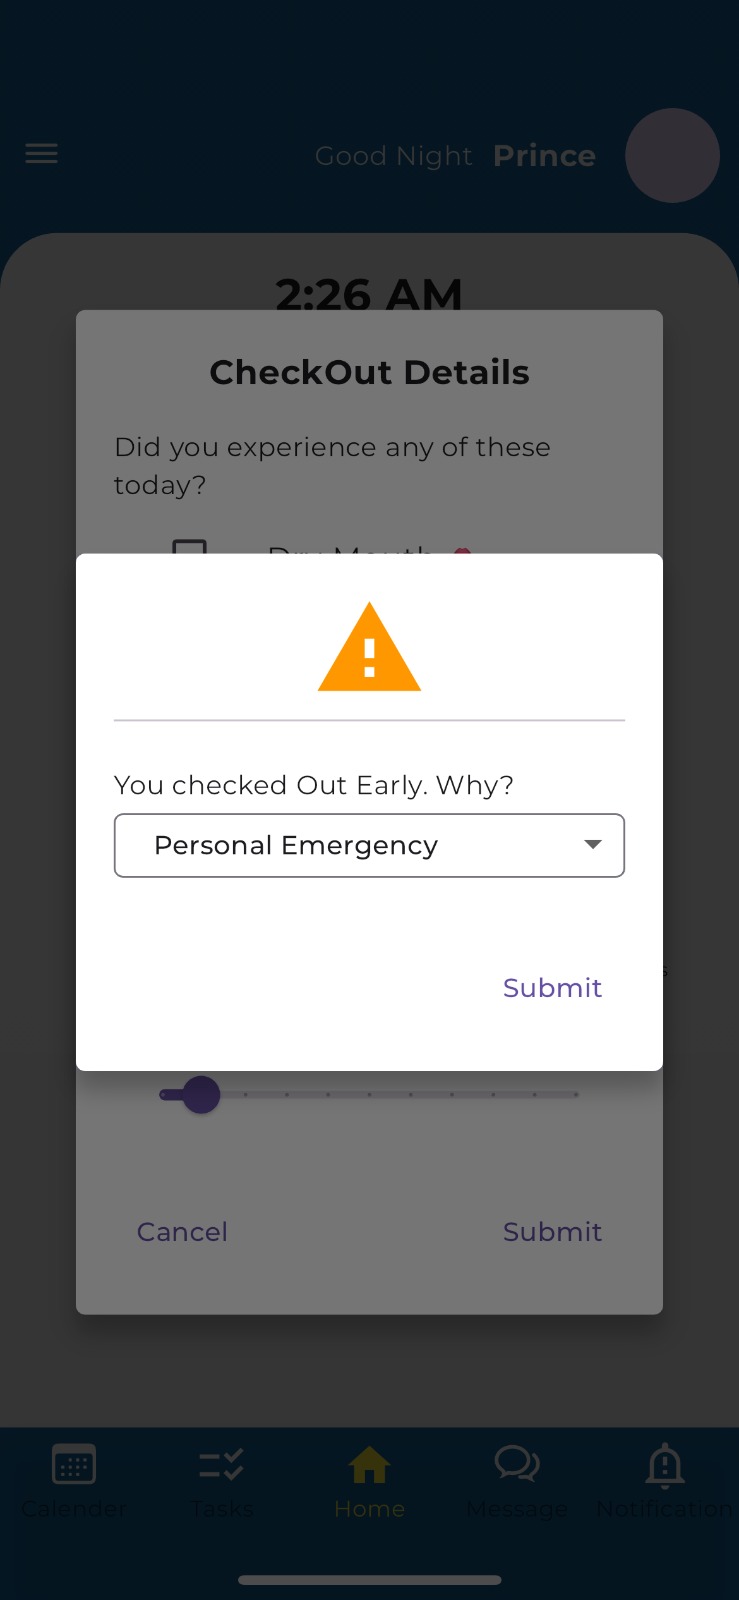 Good Night Prince
2:26 AM
CheckOut Details
Did you experience any of these
today?
Dry Mouth
You checked Out Early. Why?
Personal Emergency
Submit
Cancel Submit
Calender Tasks Home Message Notification